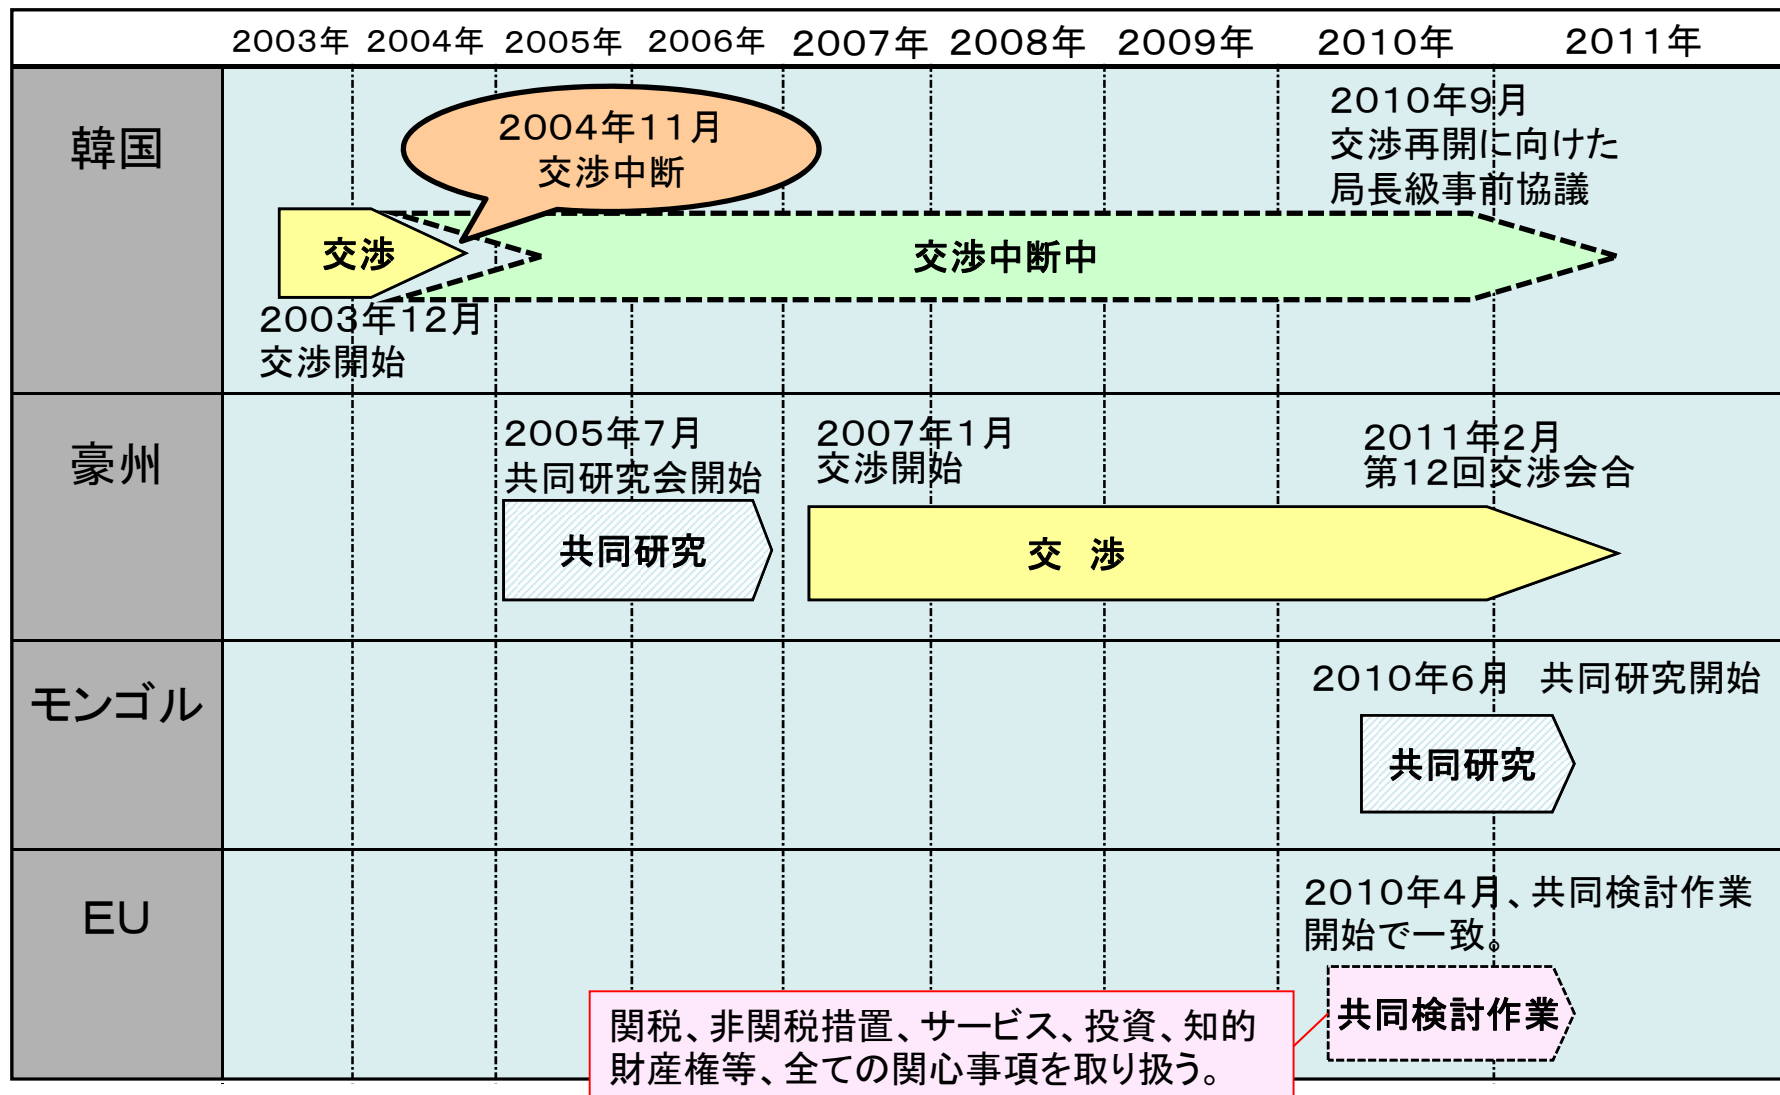 2003年 2004年 2005年 2006年 2007年 2008年 2009年 2010年 2011年
韓国
2004年11月
交渉中断
2010年9月
交渉再開に向けた
局長級事前協議
交渉
交渉中断中
2003年12月
交渉開始
豪州
2005年7月
共同研究会開始
2007年1月
交渉開始
2011年2月
第12回交渉会合
共同研究
交 渉
モンゴル
2010年6月 共同研究開始
共同研究
EU
2010年4月、共同検討作業
開始で一致。
共同検討作業
関税、非関税措置、サービス、投資、知的
財産権等、全ての関心事項を取り扱う。